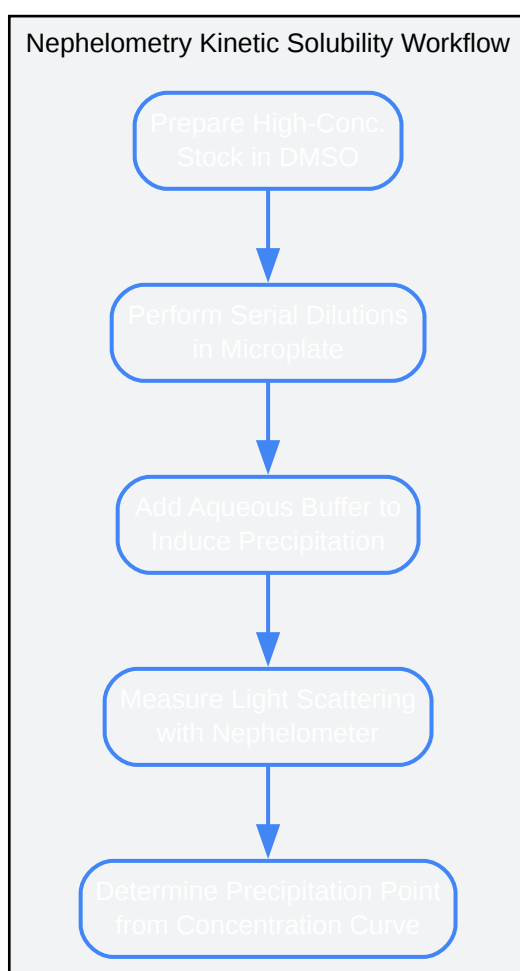 Nephelometry Kinetic Solubility Workflow
Prepare High-Conc.
Stock in DMSO
Perform Serial Dilutions
in Microplate
Add Aqueous Buffer to
Induce Precipitation
Measure Light Scattering
with Nephelometer
Determine Precipitation Point
from Concentration Curve